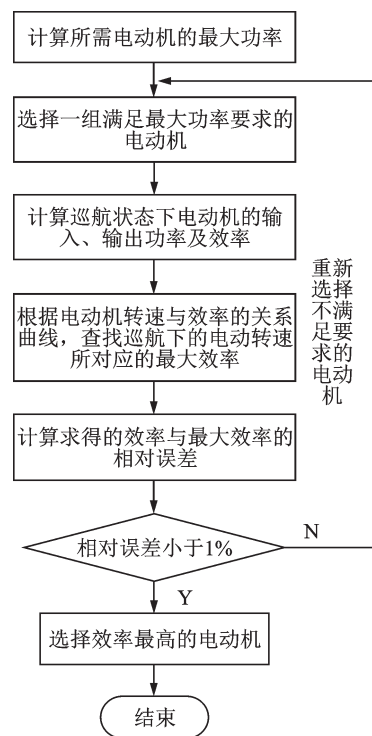 计算所需电动机的最大功率
选择一组满足最大功率要求的
电动机
计算巡航状态下电动机的输
入、输出功率及效率
根据电动机转速与效率的关系
曲线，查找巡航下的电动转速
所对应的最大效率
计算求得的效率与最大效率的
相对误差
相对误差小于1%
N
重新
选择
不满
足要
求的
电动
机
Y
选择效率最高的电动机
结束